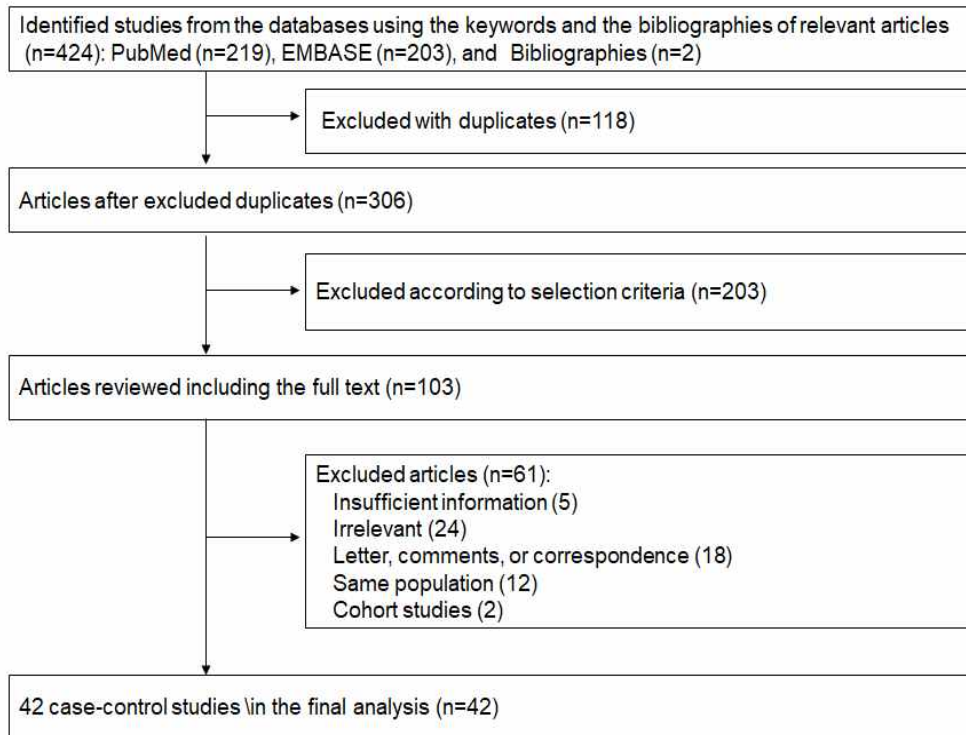 Identified studies from the databases using the keywords and the bibliographies of relevant articles
(n=424): PubMed (n=219), EMBASE (n=203), and Bibliographies (n=2)
Excluded with duplicates (n=118)
Articles after excluded duplicates (n=306)
Excluded according to selection criteria (n=203)
Articles reviewed including the full text (n=103)
Excluded articles (n=61):
Insufficient information (5)
Irrelevant (24)
Letter, comments, or correspondence (18)
Same population (12)
Cohort studies (2)
42 case-control studies \in the final analysis (n=42)